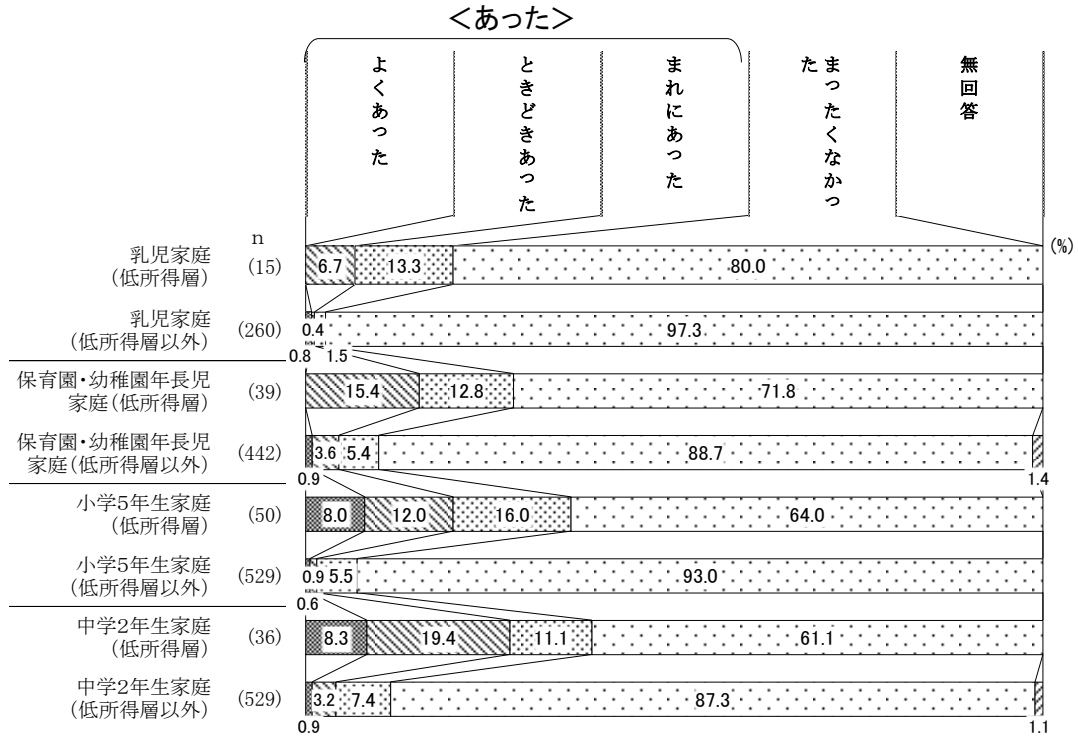 ＜あった＞
よくあった
ときどきあった
まれにあった
まったくなかっ
た
無回答
n
(%)
乳児家庭
(低所得層)
(15)
6.7
13.3
80.0
乳児家庭
(低所得層以外)
(260)
0.4
97.3
0.8
1.5
保育園・幼稚園年長児
家庭(低所得層)
(39)
15.4
12.8
71.8
保育園・幼稚園年長児
家庭(低所得層以外)
(442)
3.6
5.4
88.7
0.9
1.4
小学5年生家庭
(低所得層)
(50)
8.0
12.0
16.0
64.0
小学5年生家庭
(低所得層以外)
(529)
0.9
5.5
93.0
0.6
中学2年生家庭
(低所得層)
(36)
8.3
19.4
11.1
61.1
中学2年生家庭
(低所得層以外)
(529)
3.2
7.4
87.3
0.9
1.1